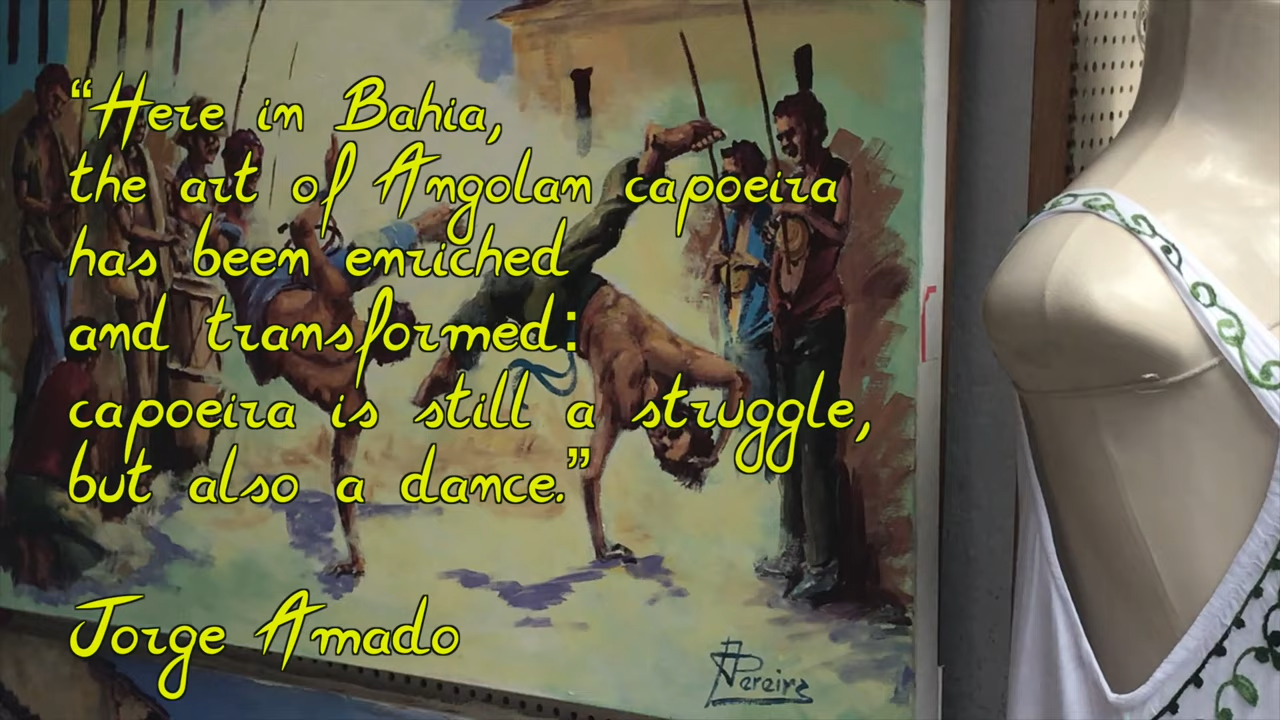 “Here in Bahia,
the art of Angolan capoeira
has been enriched
and transformed:
capoeira is still a struggle,
but also a dance.”
Jorge Amado
Pereira